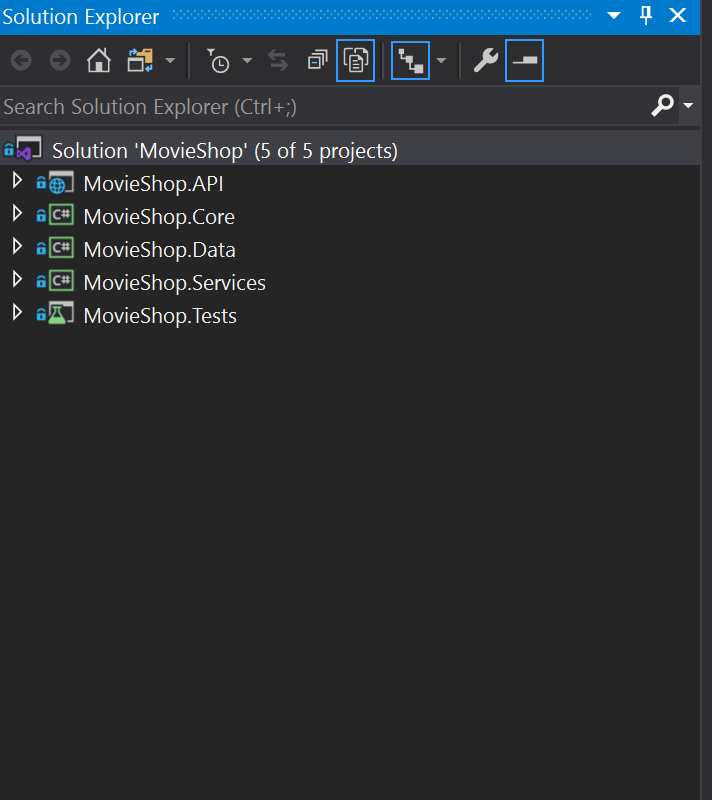 Solution Explorer
Search Solution Explorer (Ctrl+;)
Solution 'MovieShop' (5 of 5 projects)
MovieShop.API
C# MovieShop.Core
C# MovieShop.Data
C# MovieShop.Services
MovieShop.Tests